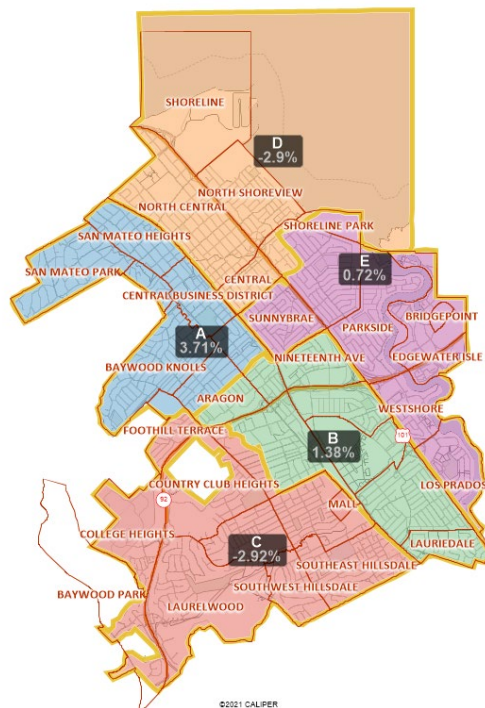 SHORELINE
D
-2.9%
NORTH SHOREVIEW
NORTH CENTRAL
SHORELINE PARK
SAN MATEO HEIGHTS
E
0.72%
SAN MATEO PARK
CENTRAL
CENTRAL BUSINESS DISTRICT
BRIDGEPOINT
SUNNYBRAE
PARKSIDE
A
3.71%
NINETEENTH AVE
EDGEWATER ISLE
BAYWOOD KNOLLS
ARAGON
WESTSHORE
FOOTHILL TERRACE
B
1.38%
101
COUNTRY CLUB HEIGHTS
LOS PRADOS
92
MALL
COLLEGE HEIGHTS
C
-2.92%
LAURIEDALE
SOUTHEAST HILLSDALE
BAYWOOD PARK
SOUTHWEST HILLSDALE
LAURELWOOD
©2021 CALIPER